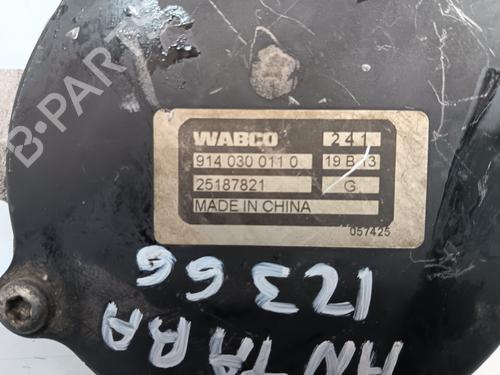 WABCO 241
914 030 011 0 19 B 13
25187821 G
MADE IN CHINA
057425
12366
ANTARA
B-Parts